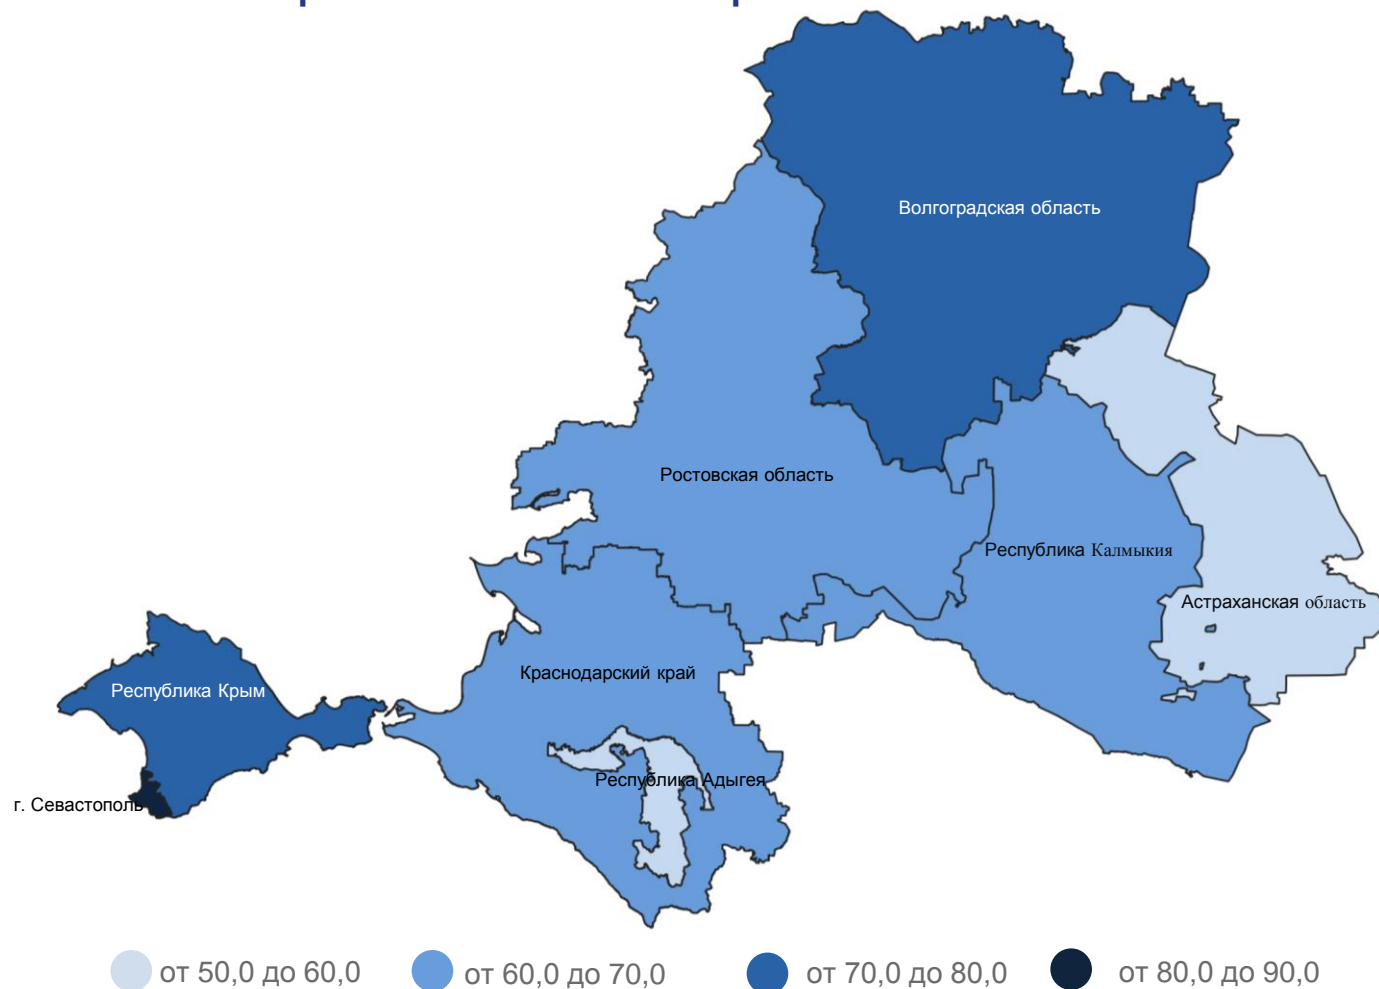 Волгоградская область
Ростовская область
Республика Калмыкия
Астраханская область
Краснодарский край
Республика Крым
Республика Адыгея
г. Севастополь
от 50,0 до 60,0
от 60,0 до 70,0
от 70,0 до 80,0
от 80,0 до 90,0